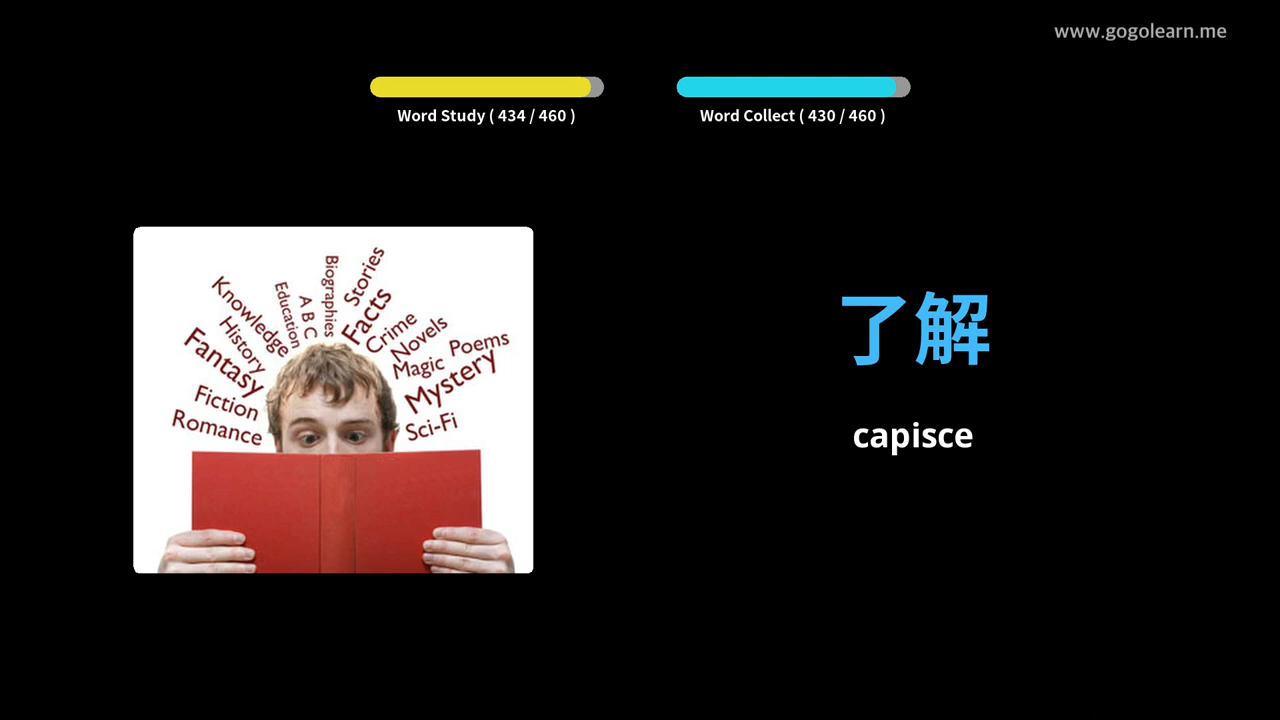 www.gogolearn.me
Word Study ( 434 / 460 )
Word Collect ( 430 / 460 )
Knowledge
History
Fantasy
Fiction
Romance
Education
A B C
Biographies
Stories
Facts
Crime
Novels
Magic
Poems
Mystery
Sci-Fi
了解
capisce